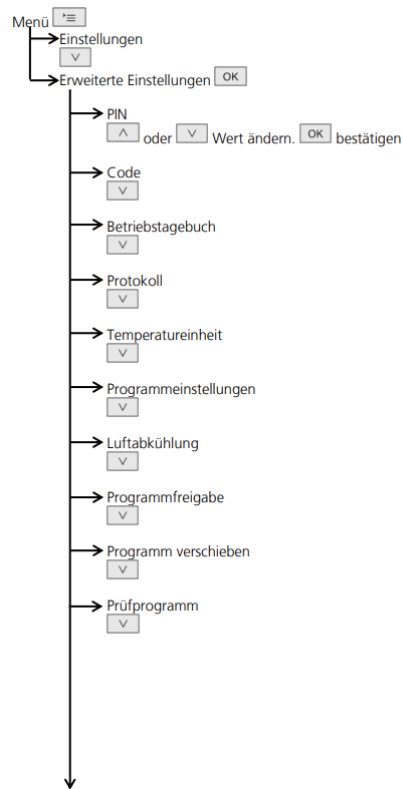 Menü
Einstellungen
Erweiterte Einstellungen OK
PIN
oder Wert ändern. OK bestätigen
Code
Betriebstagebuch
Protokoll
Temperatureinheit
Programmeinstellungen
Luftabkühlung
Programmfreigabe
Programm verschieben
Prüfprogramm